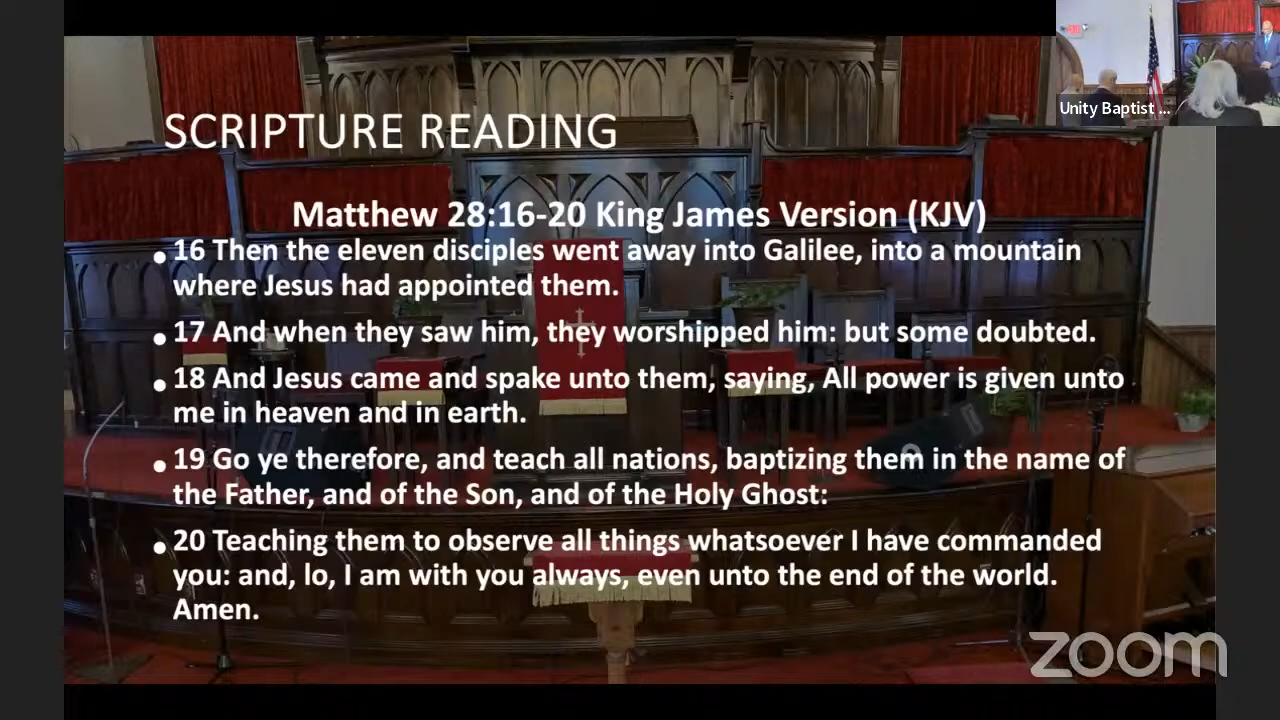 SCRIPTURE READING
Matthew 28:16-20 King James Version (KJV)
• 16 Then the eleven disciples went away into Galilee, into a mountain
where Jesus had appointed them.
• 17 And when they saw him, they worshipped him: but some doubted.
• 18 And Jesus came and spake unto them, saying, All power is given unto
me in heaven and in earth.
• 19 Go ye therefore, and teach all nations, baptizing them in the name of
the Father, and of the Son, and of the Holy Ghost:
• 20 Teaching them to observe all things whatsoever I have commanded
you: and, lo, I am with you always, even unto the end of the world.
Amen.
Unity Baptist ...
zoom